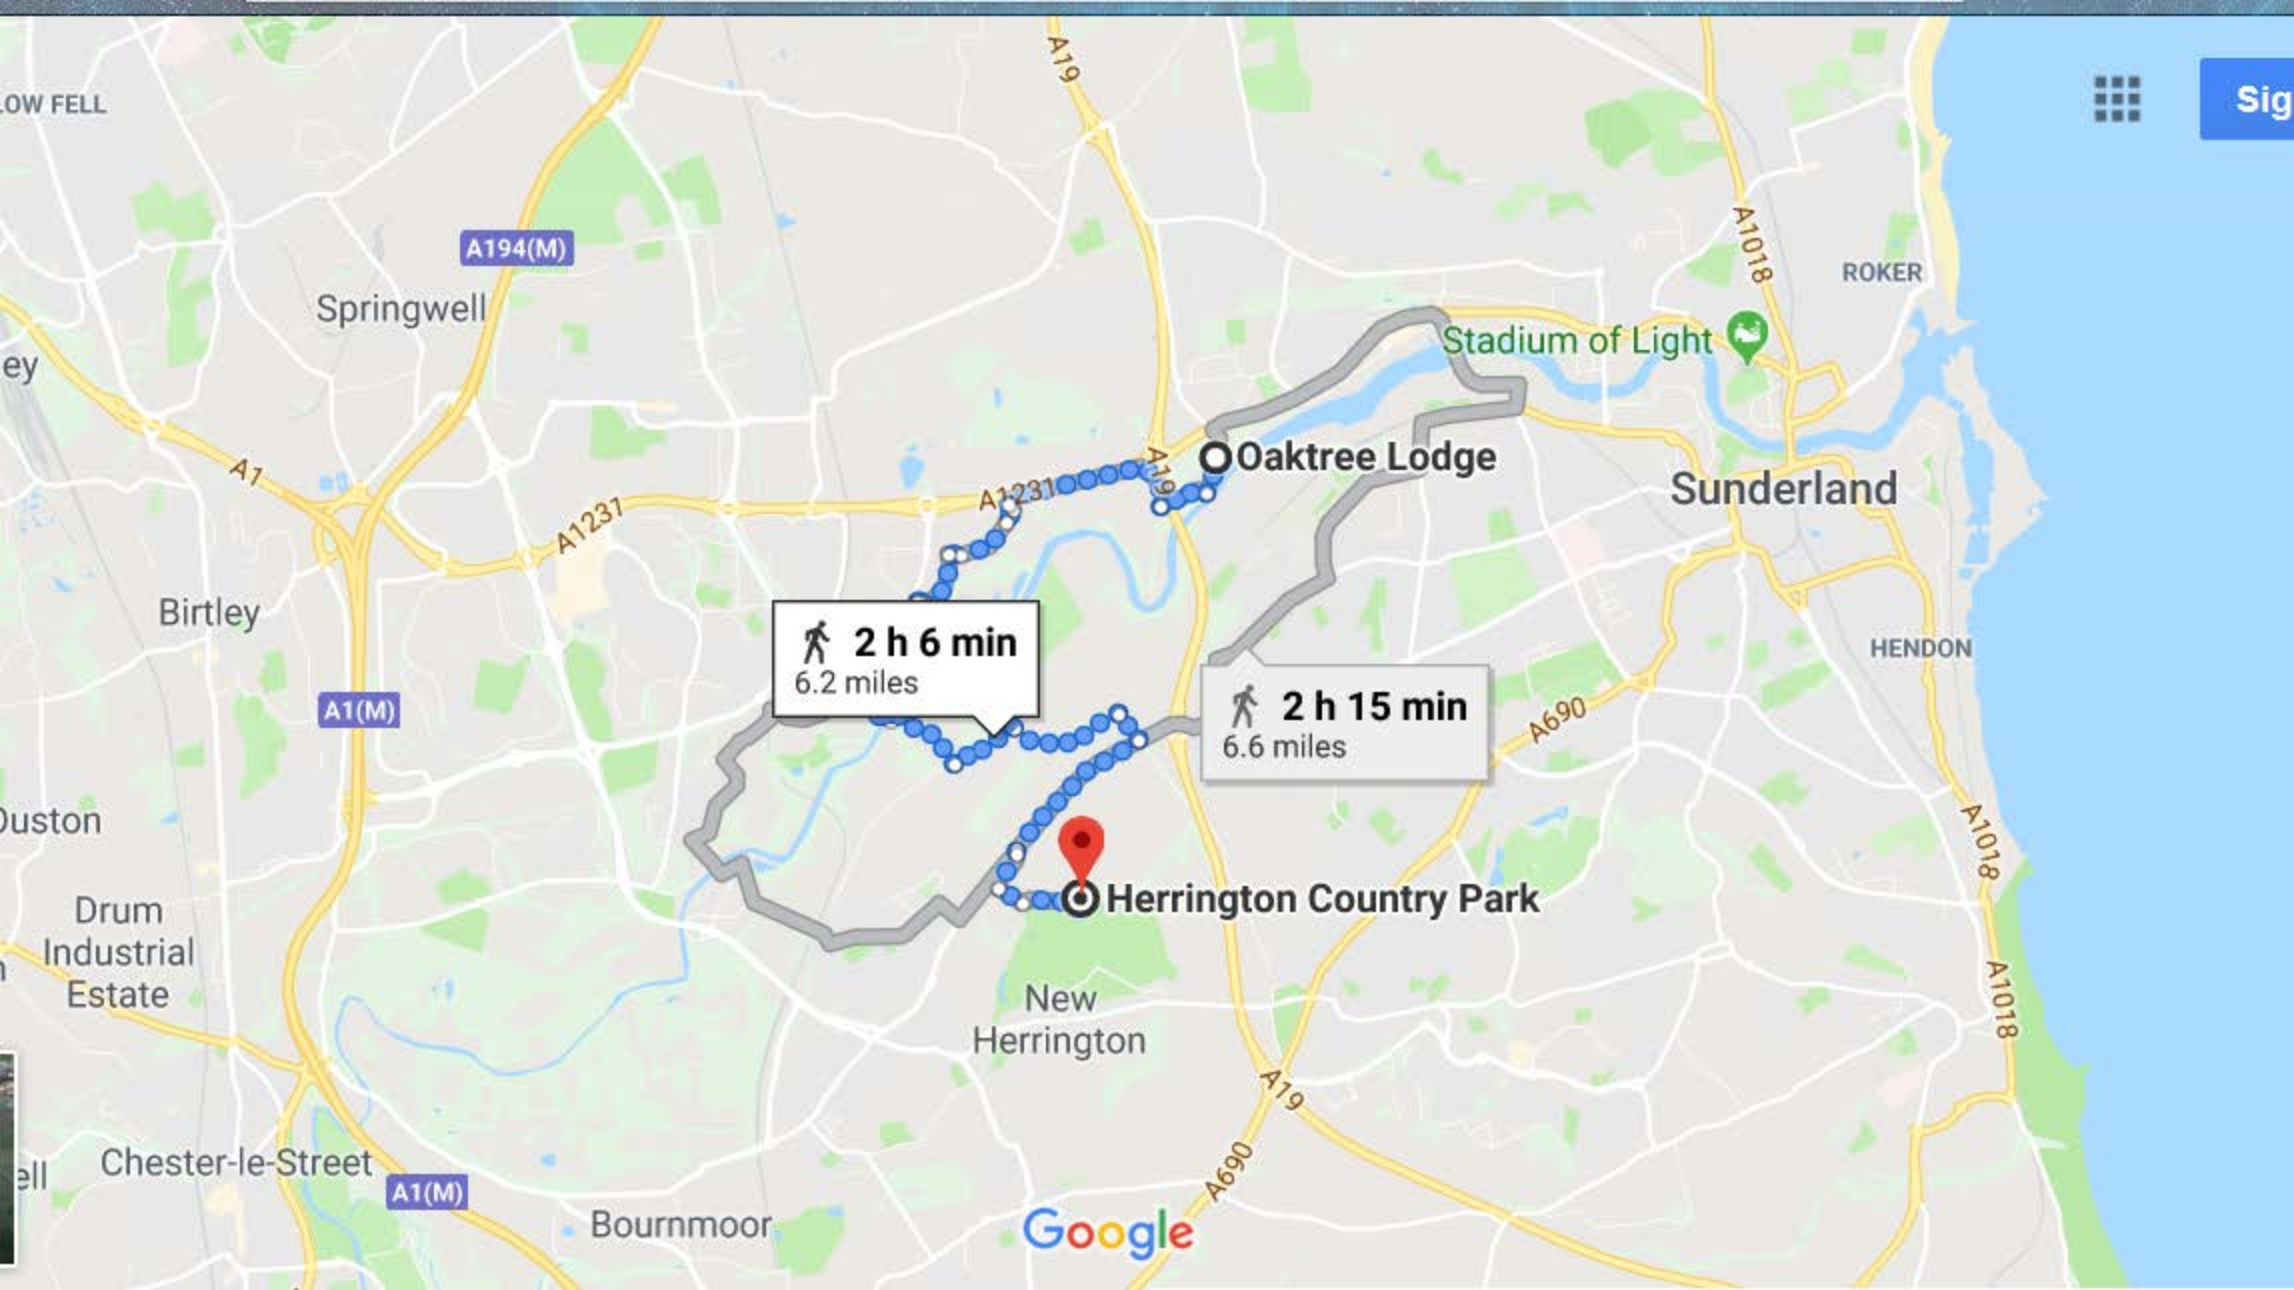 A19
LOW FELL
Sig
A1018
A194(M)
ROKER
Springwell
Stadium of Light
ey
A1
A19
Oaktree Lodge
A1231
Sunderland
A1231
Birtley
2 h 6 min
6.2 miles
HENDON
A1(M)
2 h 15 min
6.6 miles
A690
Ouston
A1018
Drum
Industrial
Estate
Herrington Country Park
A1018
New
Herrington
A19
Chester-le-Street
ell
A1(M)
A690
Bournmoor
Google